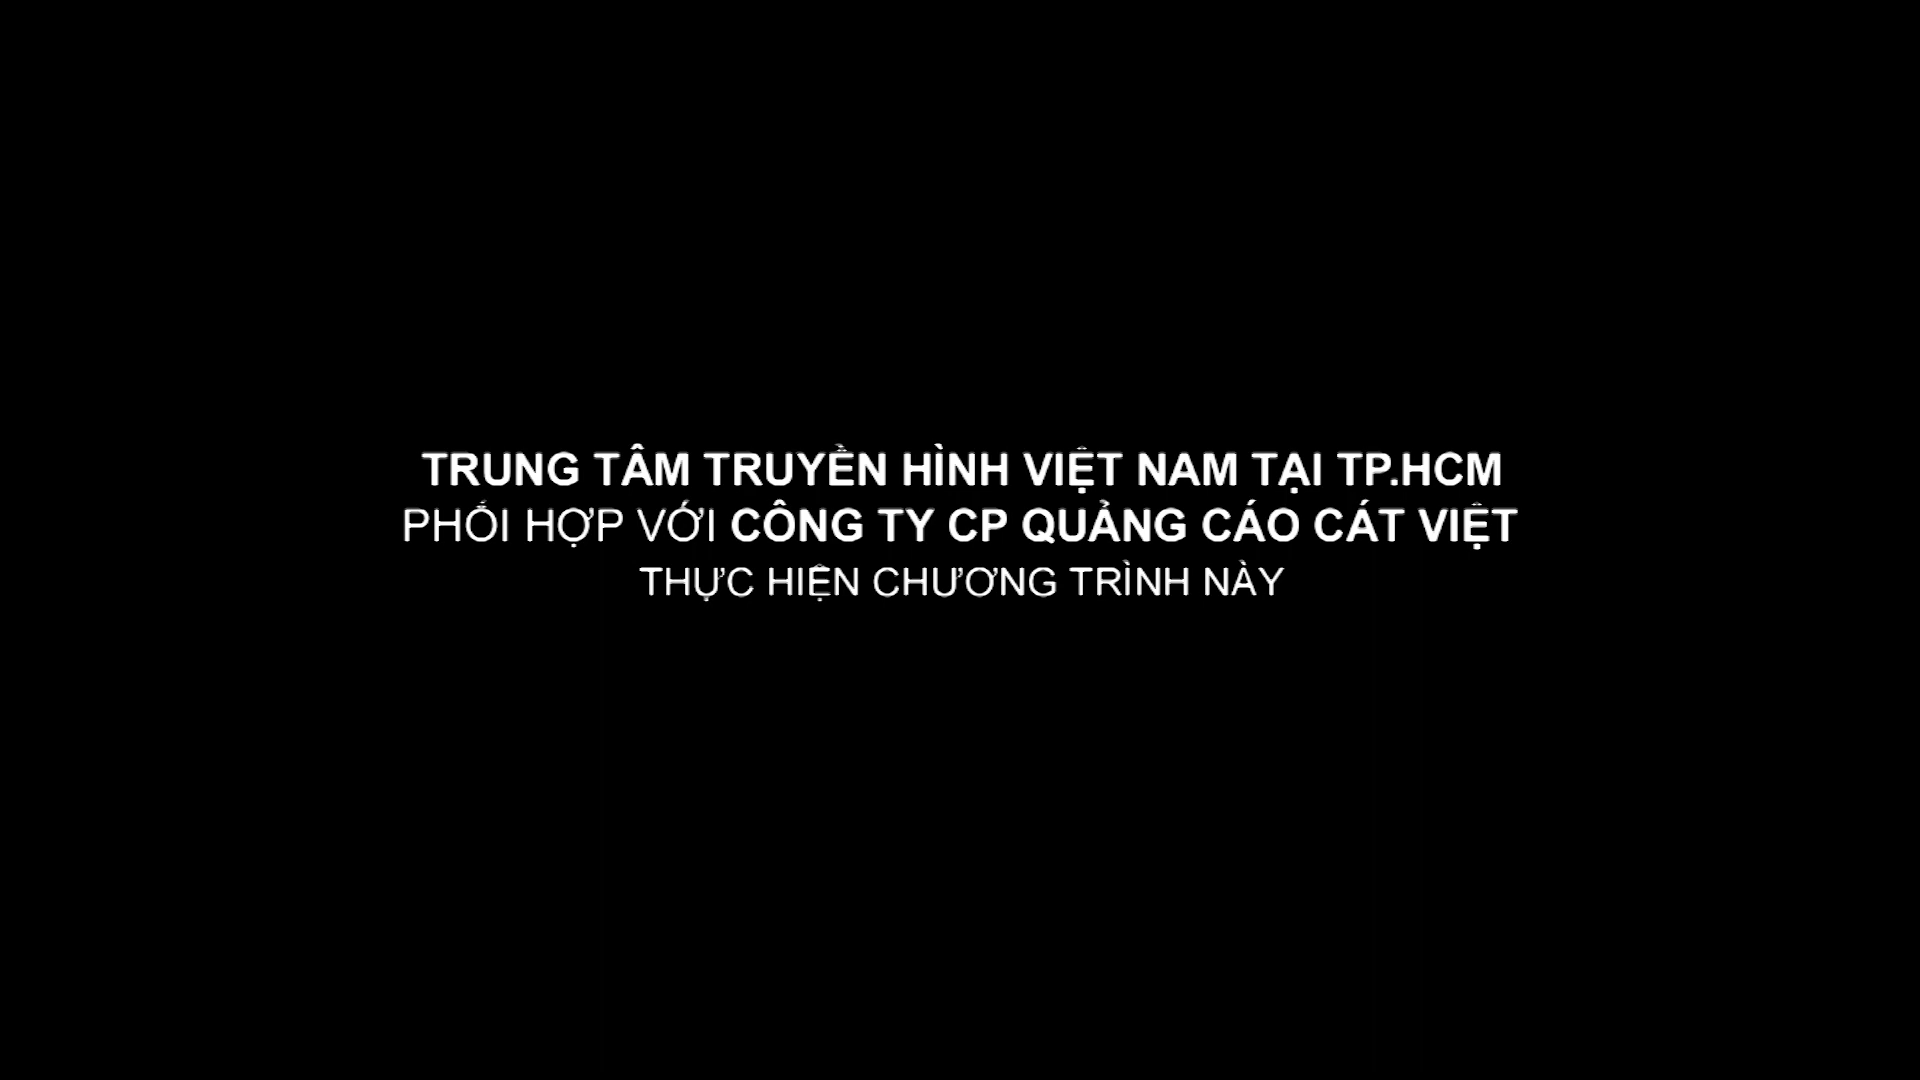 TRUNG TÂM TRUYỀN HÌNH VIỆT NAM TẠI TP.HCM
PHỐI HỢP VỚI CÔNG TY CP QUẢNG CÁO CÁT VIỆT
THỰC HIỆN CHƯƠNG TRÌNH NÀY